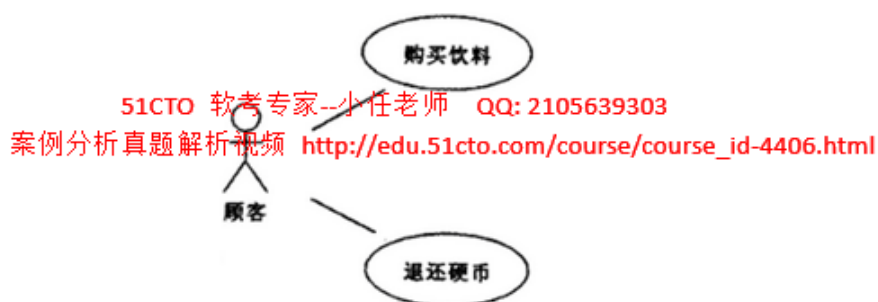 购买饮料
51CTO 软考专家--小任老师 QQ: 2105639303
案例分析真题解析视频 http://edu.51cto.com/course/course_id-4406.html
顾客
退还硬币